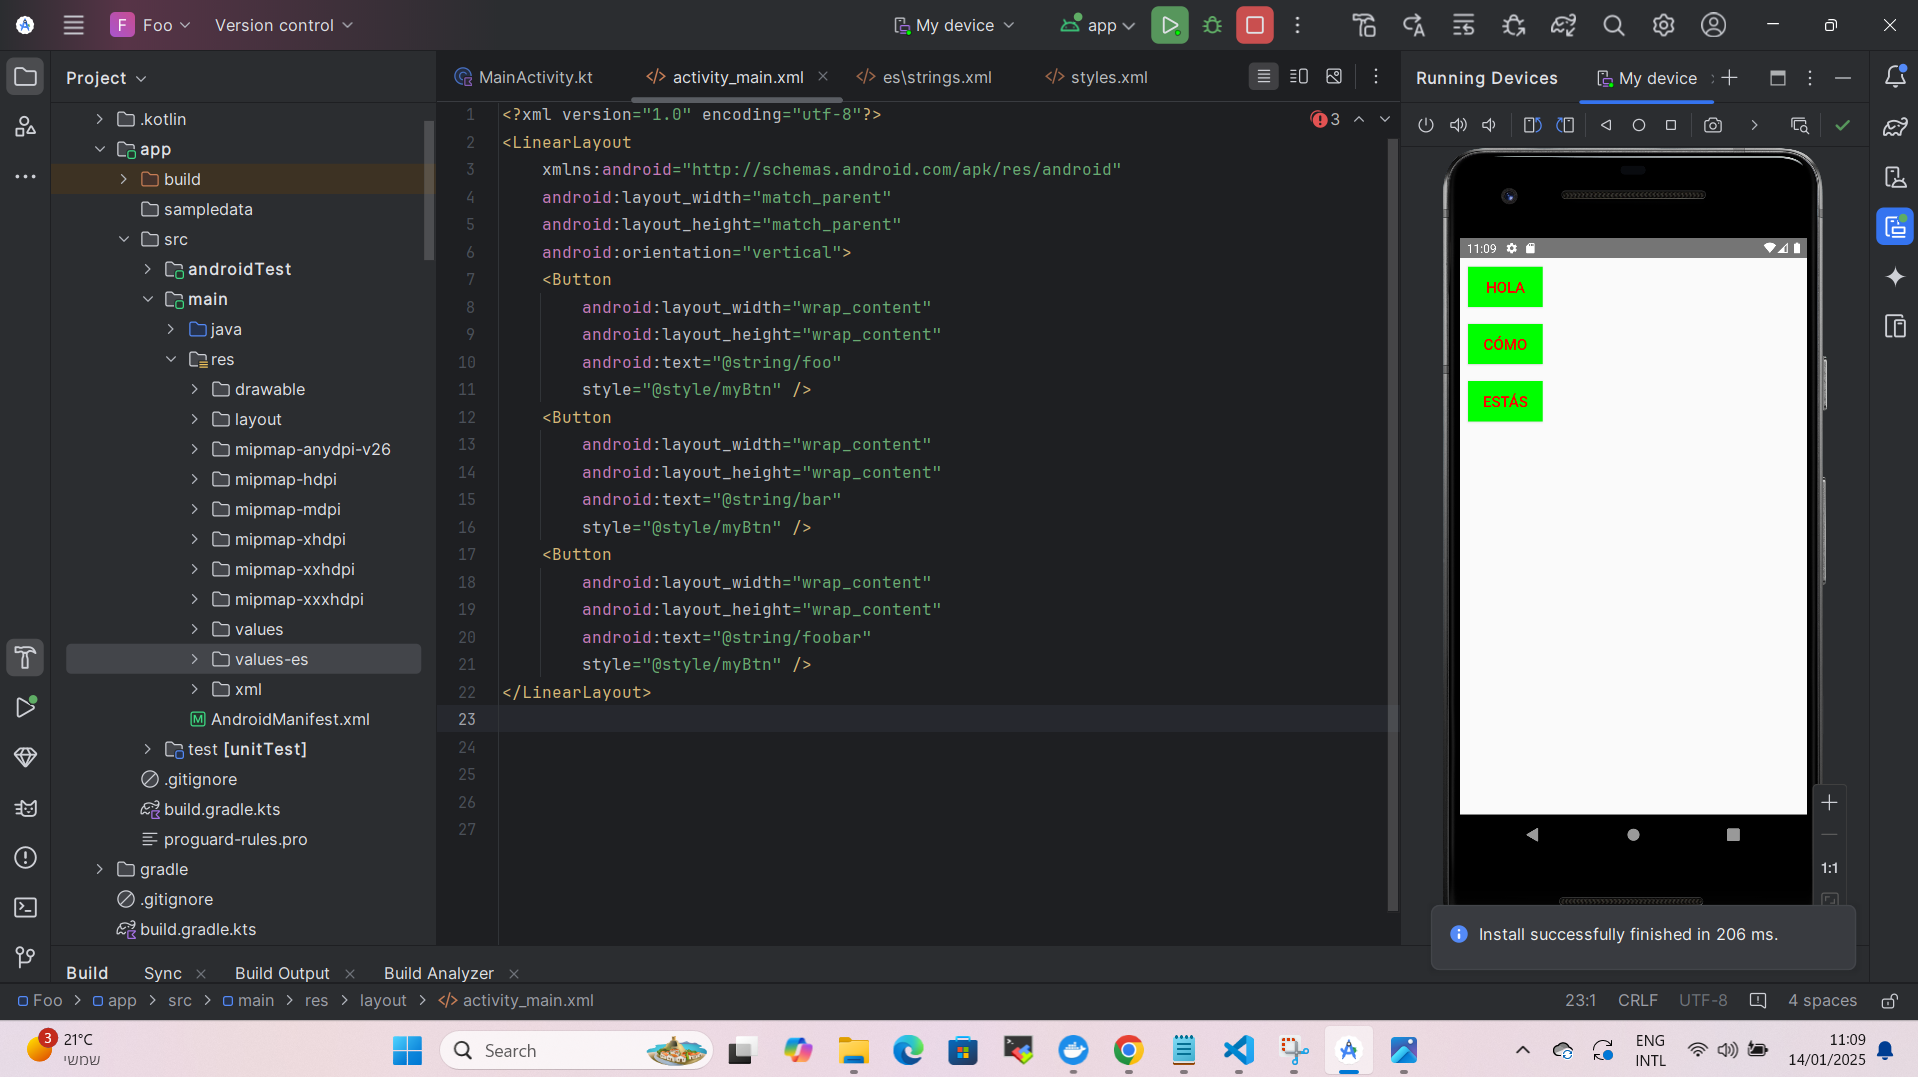 F Foo
Version control
My device
app
Project
.kotlin
app
build
sampledata
src
androidTest
main
java
res
drawable
layout
mipmap-anydpi-v26
mipmap-hdpi
mipmap-mdpi
mipmap-xhdpi
mipmap-xxhdpi
mipmap-xxxhdpi
values
values-es
xml
AndroidManifest.xml
test [unitTest]
.gitignore
build.gradle.kts
proguard-rules.pro
gradle
.gitignore
build.gradle.kts
MainActivity.kt
activity_main.xml
es\strings.xml
styles.xml
3
1 <?xml version="1.0" encoding="utf-8"?>
2 <LinearLayout
3 xmlns:android="http://schemas.android.com/apk/res/android"
4 android:layout_width="match_parent"
5 android:layout_height="match_parent"
6 android:orientation="vertical">
7 <Button
8 android:layout_width="wrap_content"
9 android:layout_height="wrap_content"
10 android:text="@string/foo"
11 style="@style/myBtn" />
12 <Button
13 android:layout_width="wrap_content"
14 android:layout_height="wrap_content"
15 android:text="@string/bar"
16 style="@style/myBtn" />
17 <Button
18 android:layout_width="wrap_content"
19 android:layout_height="wrap_content"
20 android:text="@string/foobar"
21 style="@style/myBtn" />
22 </LinearLayout>
23
24
25
26
27
Running Devices
My device
11:09
HOLA
CÓMO
ESTÁS
1:1
Install successfully finished in 206 ms.
Build
Sync
Build Output
Build Analyzer
Foo > app > src > main > res > layout > activity_main.xml
23:1
CRLF
UTF-8
4 spaces
3
21°C
שמשי
Search
ENG
INTL
11:09
14/01/2025